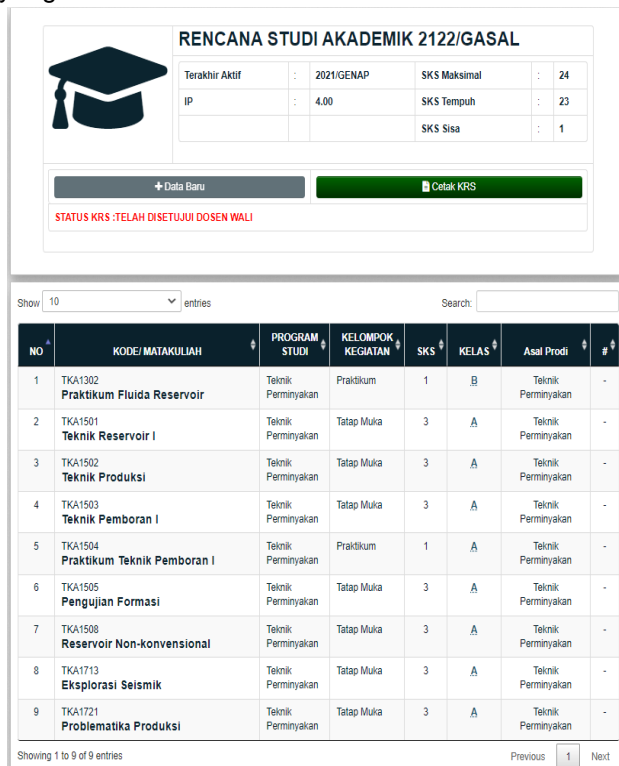 RENCANA STUDI AKADEMIK 2122/GASAL
Terakhir Aktif : 2021/GENAP SKS Maksimal : 24
IP : 4.00 SKS Tempuh : 23
SKS Sisa : 1
+ Data Baru
Cetak KRS
STATUS KRS :TELAH DISETUJUI DOSEN WALI
Show 10 entries Search:
NO KODE/ MATAKULIAH PROGRAM STUDI KELOMPOK KEGIATAN SKS KELAS Asal Prodi #
1 TKA1302 Teknik Praktikum 1 B Teknik -
Praktikum Fluida Reservoir Perminyakan Perminyakan
2 TKA1501 Teknik Tatap Muka 3 A Teknik -
Teknik Reservoir I Perminyakan Perminyakan
3 TKA1502 Teknik Tatap Muka 3 A Teknik -
Teknik Produksi Perminyakan Perminyakan
4 TKA1503 Teknik Tatap Muka 3 A Teknik -
Teknik Pemboran I Perminyakan Perminyakan
5 TKA1504 Teknik Praktikum 1 A Teknik -
Praktikum Teknik Pemboran I Perminyakan Perminyakan
6 TKA1505 Teknik Tatap Muka 3 A Teknik -
Pengujian Formasi Perminyakan Perminyakan
7 TKA1508 Teknik Tatap Muka 3 A Teknik -
Reservoir Non-konvensional Perminyakan Perminyakan
8 TKA1713 Teknik Tatap Muka 3 A Teknik -
Eksplorasi Seismik Perminyakan Perminyakan
9 TKA1721 Teknik Tatap Muka 3 A Teknik -
Problematika Produksi Perminyakan Perminyakan
Showing 1 to 9 of 9 entries Previous 1 Next